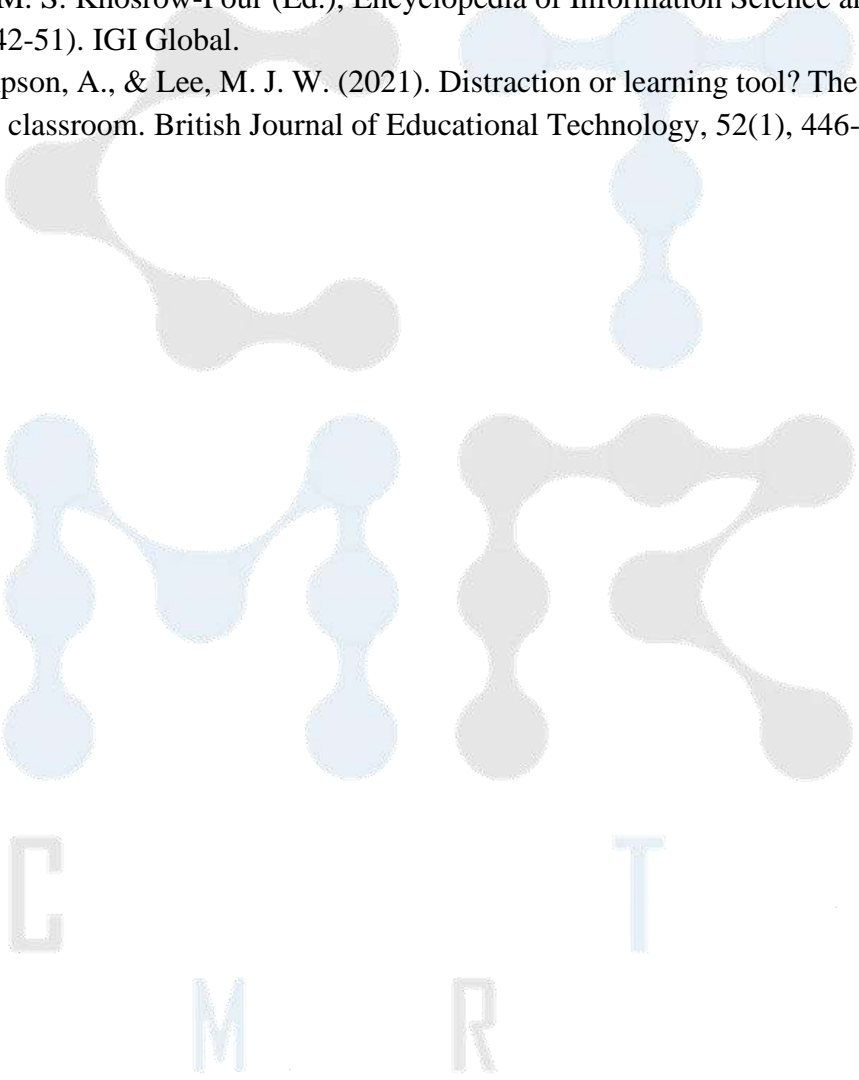 M. S. Khosrow-Pour (Ed.), Encyclopedia of Information Science a
42-51). IGI Global.
pson, A., & Lee, M. J. W. (2021). Distraction or learning tool? The
classroom. British Journal of Educational Technology, 52(1), 446-
C T
M R